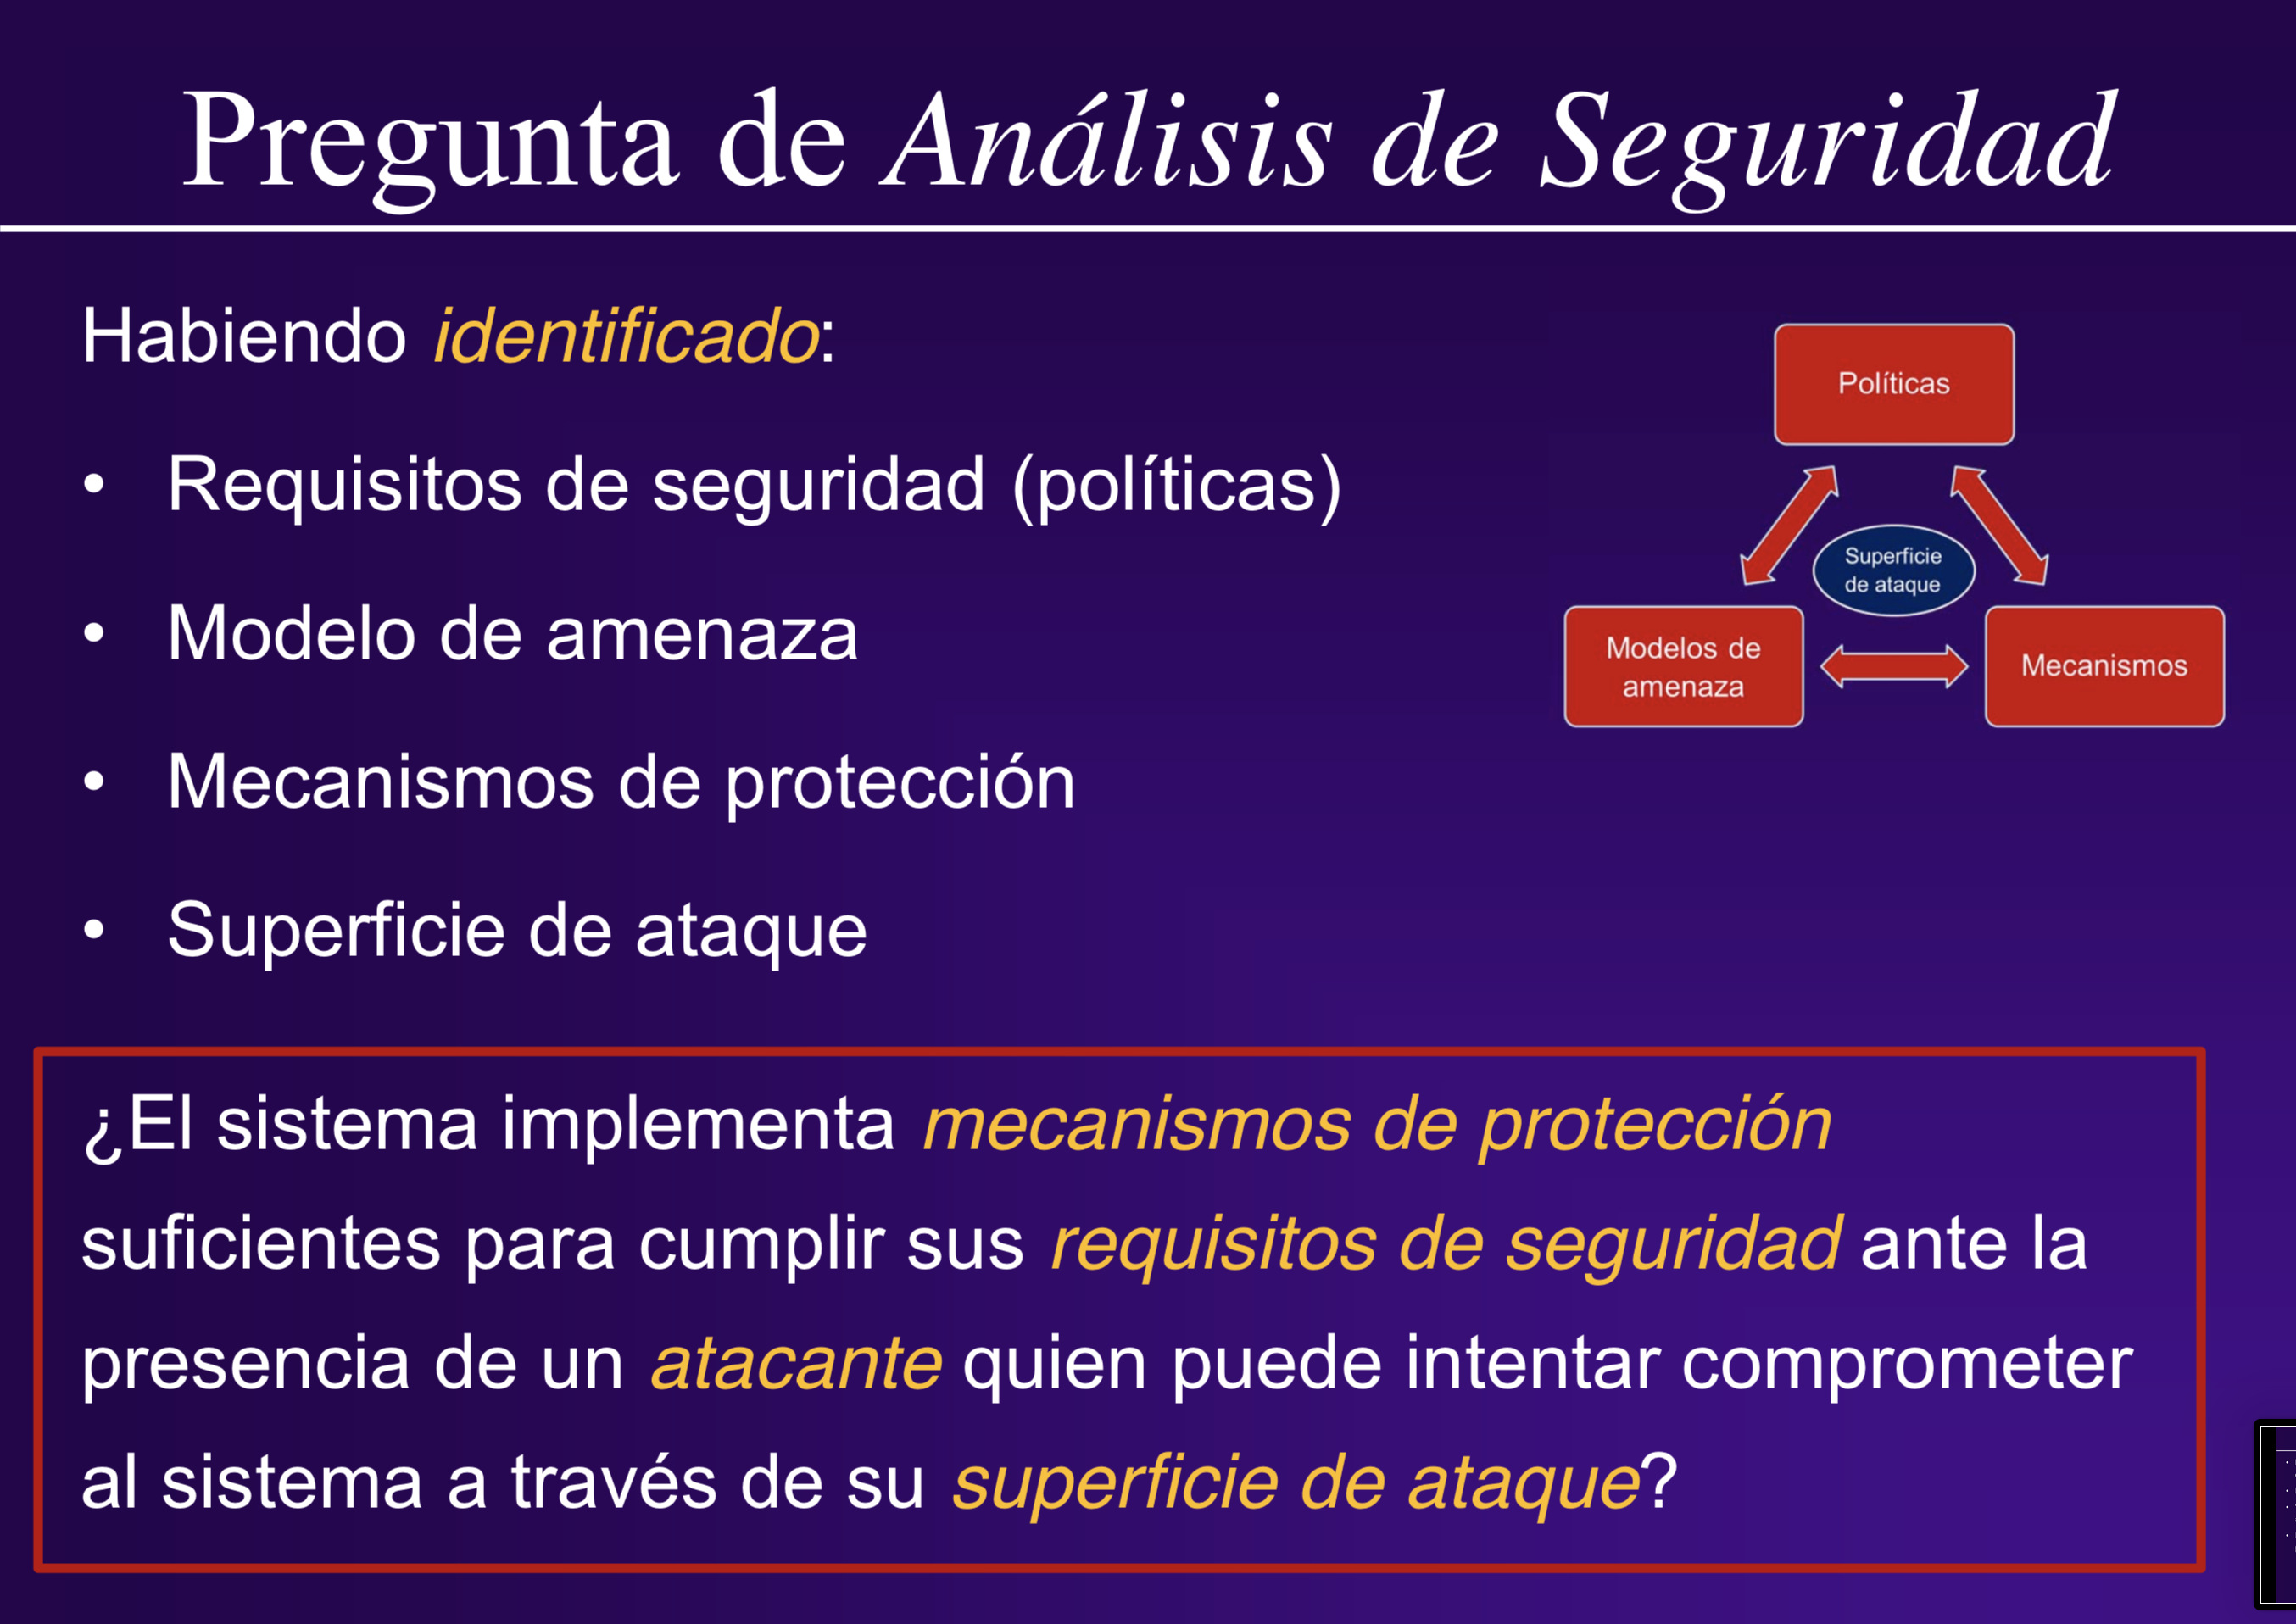 Pregunta de Análisis de Seguridad
Habiendo identificado:
• Requisitos de seguridad (políticas)
• Modelo de amenaza
• Mecanismos de protección
• Superficie de ataque
Políticas
Superficie
de ataque
Modelos de
amenaza
Mecanismos
¿El sistema implementa mecanismos de protección
suficientes para cumplir sus requisitos de seguridad ante la
presencia de un atacante quien puede intentar comprometer
al sistema a través de su superficie de ataque?